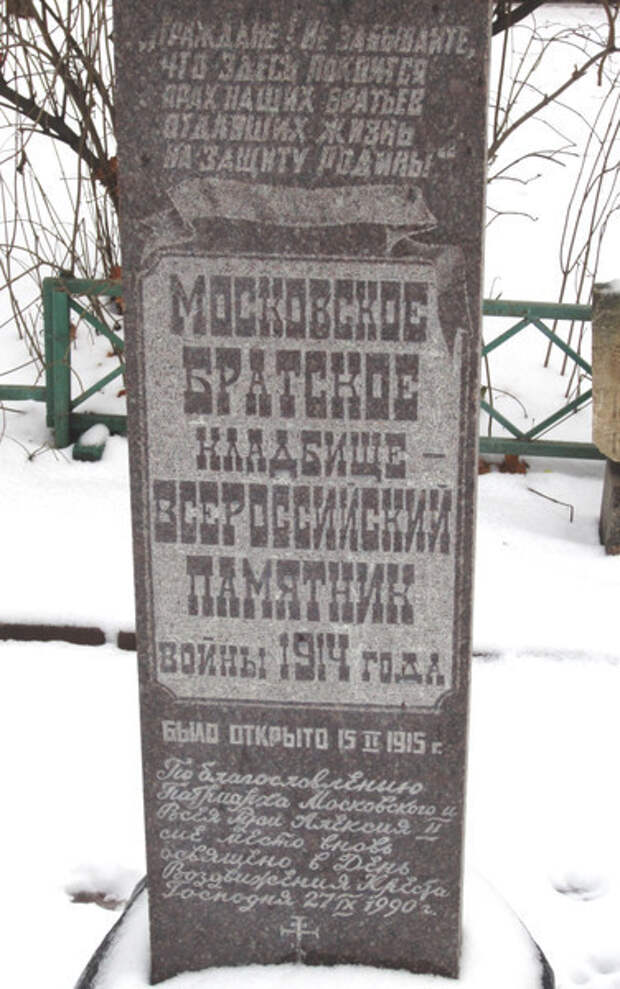 „ГРАЖДАНЕ! НЕ ЗАБЫВАЙТЕ,
ЧТО ЗДЕСЬ ПОКОИТСЯ
ПРАХ НАШИХ БРАТЬЕВ
ОТДАВШИХ ЖИЗНЬ
НА ЗАЩИТУ РОДИНЫ“
МОСКОВСКОЕ
БРАТСКОЕ
КЛАДБИЩЕ –
ВСЕРОССИЙСКИЙ
ПАМЯТНИК
ВОЙНЫ 1914 ГОДА
БЫЛО ОТКРЫТО 15 II 1915 г.
По благословлению
Патриарха Московского и
Всея Руси Алексия II
сие место вновь
освящено в День
Воздвижения Креста
Господня 27 IX 1990 г.